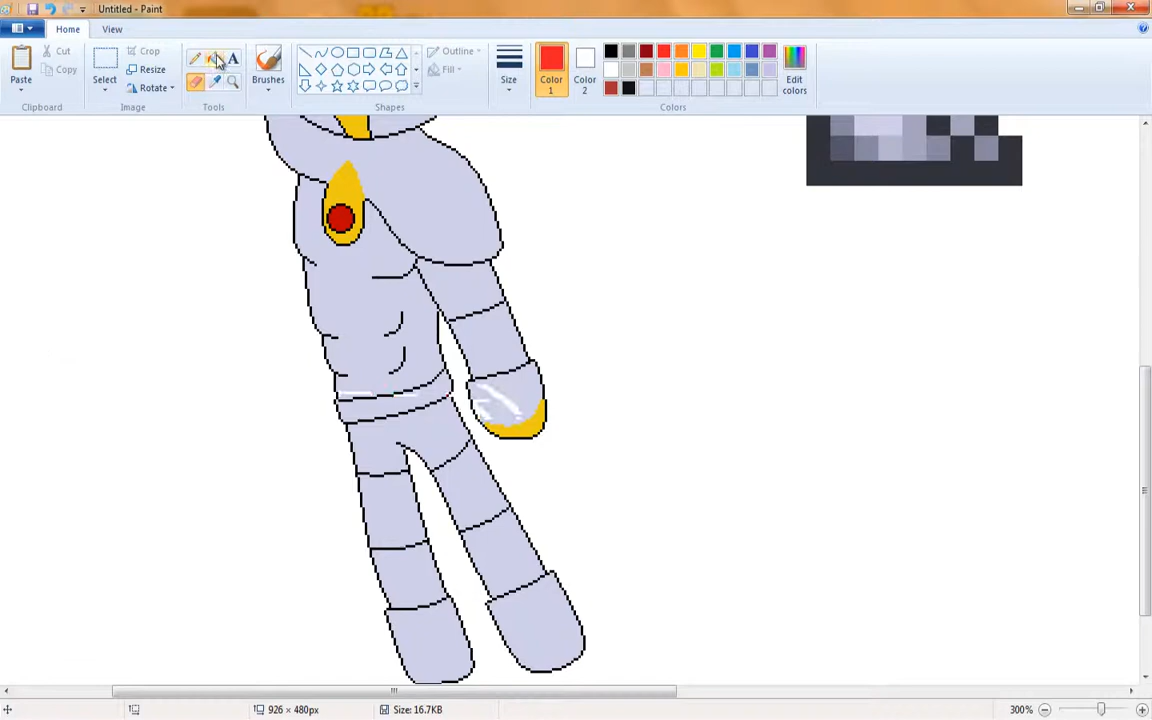 Untitled - Paint
Home
View
Paste
Cut
Copy
Clipboard
Select
Crop
Resize
Rotate
Image
A
Tools
Brushes
Shapes
Outline
Fill
Size
Color 1
Color 2
Edit colors
Colors
926 × 480px
Size: 16.7KB
300%